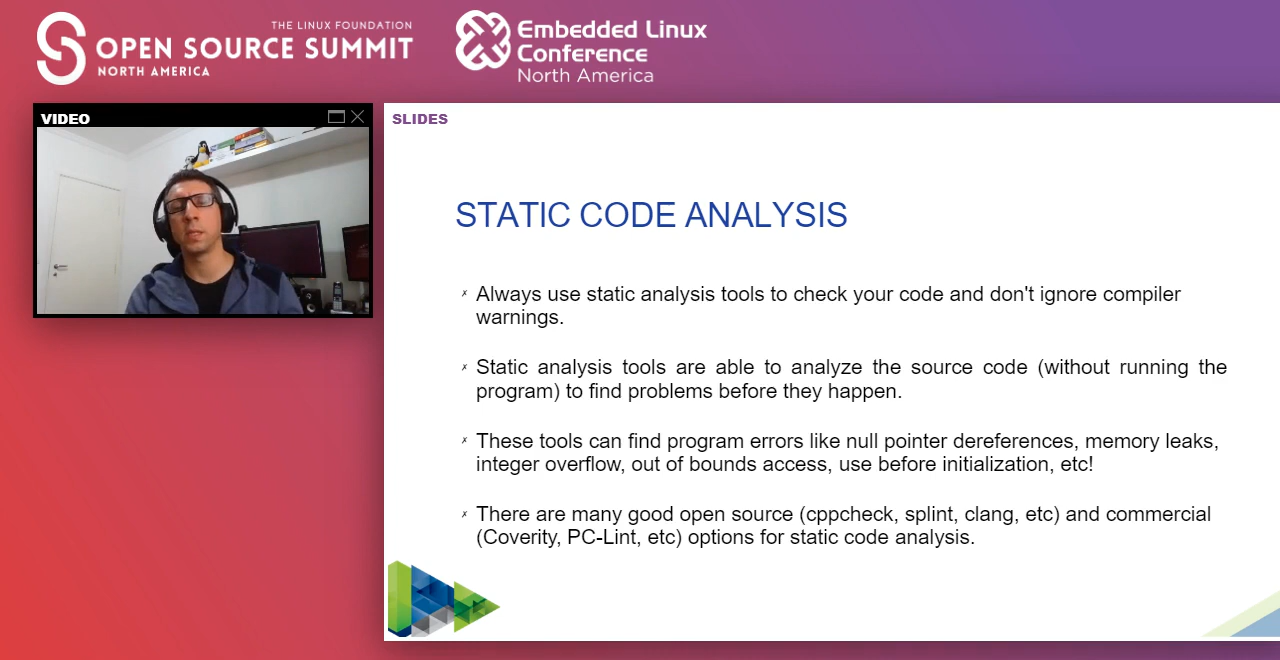 THE LINUX FOUNDATION
OPEN SOURCE SUMMIT
NORTH AMERICA
Embedded Linux
Conference
North America
VIDEO
SLIDES
STATIC CODE ANALYSIS
✗ Always use static analysis tools to check your code and don't ignore compiler
warnings.
✗ Static analysis tools are able to analyze the source code (without running the
program) to find problems before they happen.
✗ These tools can find program errors like null pointer dereferences, memory leaks,
integer overflow, out of bounds access, use before initialization, etc!
✗ There are many good open source (cppcheck, splint, clang, etc) and commercial
(Coverity, PC-Lint, etc) options for static code analysis.